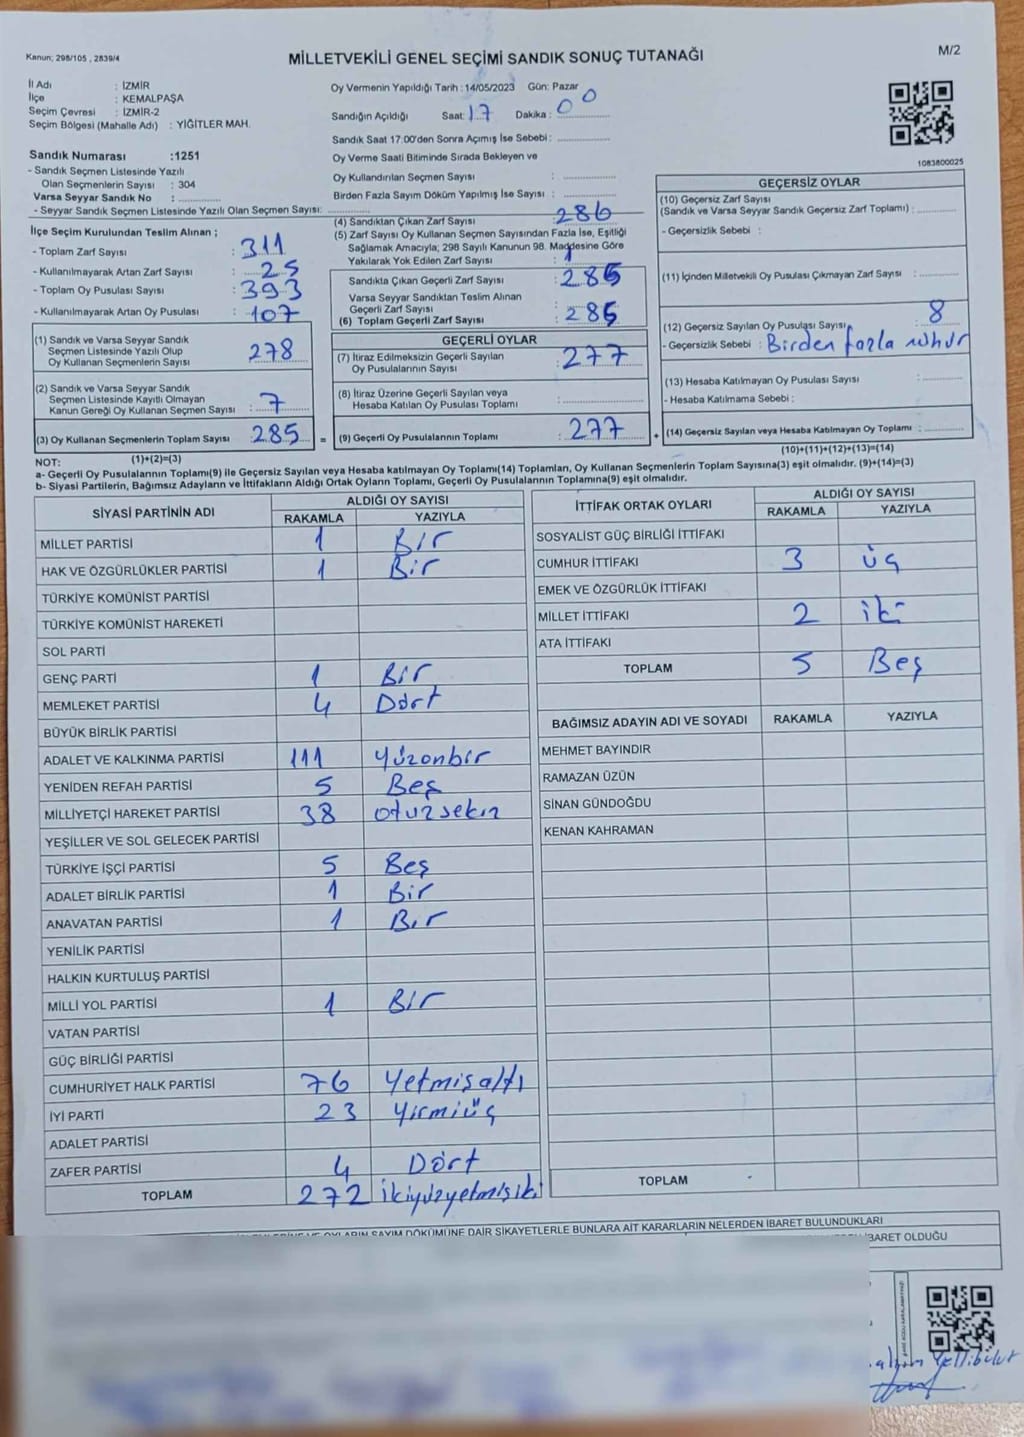 Kanun; 298/105 , 2839/4
MİLLETVEKİLİ GENEL SEÇİMİ SANDIK SONUÇ TUTANAĞI
M/2
İl Adı : İZMİR
İlçe : KEMALPAŞA
Seçim Çevresi : İZMİR-2
Seçim Bölgesi (Mahalle Adı) : YİĞİTLER MAH.
Sandık Numarası :1251
- Sandık Seçmen Listesinde Yazılı
Olan Seçmenlerin Sayısı : 304
Varsa Seyyar Sandık No :
- Seyyar Sandık Seçmen Listesinde Yazılı Olan Seçmen Sayısı:
İlçe Seçim Kurulundan Teslim Alınan ;
- Toplam Zarf Sayısı : 311
- Kullanılmayarak Artan Zarf Sayısı : 25
- Toplam Oy Pusulası Sayısı : 393
- Kullanılmayarak Artan Oy Pusulası : 107
(1) Sandık ve Varsa Seyyar Sandık
Seçmen Listesinde Yazılı Olup
Oy Kullanan Seçmenlerin Sayısı : 278
(2) Sandık ve Varsa Seyyar Sandık
Seçmen Listesinde Kayıtlı Olmayan
Kanun Gereği Oy Kullanan Seçmen Sayısı : 7
(3) Oy Kullanan Seçmenlerin Toplam Sayısı : 285 =
(1)+(2)=(3)
Oy Vermenin Yapıldığı Tarih : 14/05/2023 Gün: Pazar
Sandığın Açıldığı Saat: 17 Dakika : 00
Sandık Saat 17:00'den Sonra Açımış İse Sebebi :
Oy Verme Saati Bitiminde Sırada Bekleyen ve
Oy Kullandırılan Seçmen Sayısı :
Birden Fazla Sayım Döküm Yapılmış İse Sayısı :
(4) Sandıktan Çıkan Zarf Sayısı : 286
(5) Zarf Sayısı Oy Kullanan Seçmen Sayısından Fazla İse, Eşitliği
Sağlamak Amacıyla; 298 Sayılı Kanunun 98. Maddesine Göre
Yakılarak Yok Edilen Zarf Sayısı : 1
Sandıkta Çıkan Geçerli Zarf Sayısı : 285
Varsa Seyyar Sandıktan Teslim Alınan
Geçerli Zarf Sayısı :
(6) Toplam Geçerli Zarf Sayısı : 285
GEÇERLİ OYLAR
(7) İtiraz Edilmeksizin Geçerli Sayılan
Oy Pusulalarının Sayısı : 277
(8) İtiraz Üzerine Geçerli Sayılan veya
Hesaba Katılan Oy Pusulası Toplamı :
(9) Geçerli Oy Pusulalarının Toplamı : 277 +
1083800025
GEÇERSİZ OYLAR
(10) Geçersiz Zarf Sayısı
(Sandık ve Varsa Seyyar Sandık Geçersiz Zarf Toplamı) :
- Geçersizlik Sebebi :
(11) İçinden Milletvekili Oy Pusulası Çıkmayan Zarf Sayısı :
(12) Geçersiz Sayılan Oy Pusulası Sayısı : 8
- Geçersizlik Sebebi : Birden fazla mühür
(13) Hesaba Katılmayan Oy Pusulası Sayısı :
- Hesaba Katılmama Sebebi :
(14) Geçersiz Sayılan veya Hesaba Katılmayan Oy Toplamı :
(10)+(11)+(12)+(13)=(14)
NOT:
a- Geçerli Oy Pusulalarının Toplamı(9) ile Geçersiz Sayılan veya Hesaba katılmayan Oy Toplamı(14) Toplamları, Oy Kullanan Seçmenlerin Toplam Sayısına(3) eşit olmalıdır. (9)+(14)=(3)
b- Siyasi Partilerin, Bağımsız Adayların ve İttifakların Aldığı Ortak Oyların Toplamı, Geçerli Oy Pusulalarının Toplamına(9) eşit olmalıdır.
SİYASİ PARTİNİN ADI
ALDIĞI OY SAYISI
RAKAMLA YAZIYLA
MİLLET PARTİSİ 1 Bir
HAK VE ÖZGÜRLÜKLER PARTİSİ 1 Bir
TÜRKİYE KOMÜNİST PARTİSİ
TÜRKİYE KOMÜNİST HAREKETİ
SOL PARTİ
GENÇ PARTİ 1 Bir
MEMLEKET PARTİSİ 4 Dört
BÜYÜK BİRLİK PARTİSİ
ADALET VE KALKINMA PARTİSİ 111 Yüzonbir
YENİDEN REFAH PARTİSİ 5 Beş
MİLLİYETÇİ HAREKET PARTİSİ 38 otuzsekiz
YEŞİLLER VE SOL GELECEK PARTİSİ
TÜRKİYE İŞÇİ PARTİSİ 5 Beş
ADALET BİRLİK PARTİSİ 1 Bir
ANAVATAN PARTİSİ 1 Bir
YENİLİK PARTİSİ
HALKIN KURTULUŞ PARTİSİ
MİLLİ YOL PARTİSİ 1 Bir
VATAN PARTİSİ
GÜÇ BİRLİĞİ PARTİSİ
CUMHURİYET HALK PARTİSİ 76 Yetmişaltı
İYİ PARTİ 23 Yirmiüç
ADALET PARTİSİ
ZAFER PARTİSİ 4 Dört
TOPLAM 272 ikiyüzyetmişiki
İTTİFAK ORTAK OYLARI
ALDIĞI OY SAYISI
RAKAMLA YAZIYLA
SOSYALİST GÜÇ BİRLİĞİ İTTİFAKI
CUMHUR İTTİFAKI 3 üç
EMEK VE ÖZGÜRLÜK İTTİFAKI
MİLLET İTTİFAKI 2 iki
ATA İTTİFAKI
TOPLAM 5 Beş
BAĞIMSIZ ADAYIN ADI VE SOYADI RAKAMLA YAZIYLA
MEHMET BAYINDIR
RAMAZAN ÜZÜN
SİNAN GÜNDOĞDU
KENAN KAHRAMAN
TOPLAM
OYLARIN SAYIM DÖKÜMÜNE DAİR ŞİKAYETLERLE BUNLARA AİT KARARLARIN NELERDEN İBARET BULUNDUKLARI
İBARET OLDUĞU